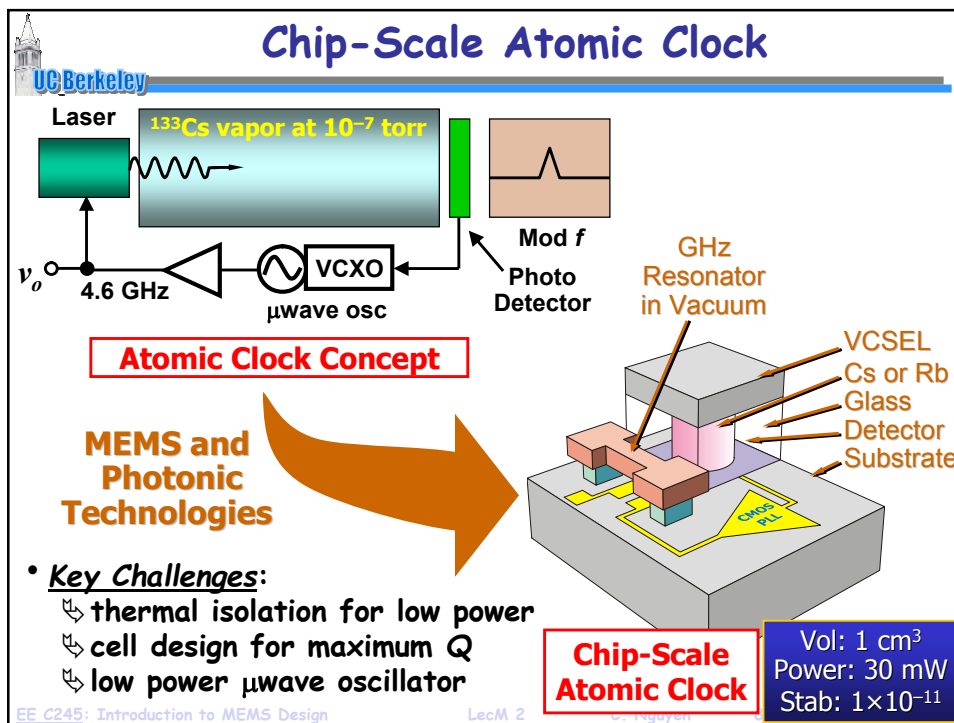 Chip-Scale Atomic Clock
UC Berkeley
Laser
¹³³Cs vapor at 10⁻⁷ torr
Mod f
Photo
Detector
vₒ
4.6 GHz
VCXO
μwave osc
Atomic Clock Concept
GHz
Resonator
in Vacuum
VCSEL
Cs or Rb
Glass
Detector
Substrate
CMOS
PLL
MEMS and
Photonic
Technologies
• Key Challenges:
thermal isolation for low power
cell design for maximum Q
low power μwave oscillator
Chip-Scale
Atomic Clock
Vol: 1 cm³
Power: 30 mW
Stab: 1×10⁻¹¹
EE C245: Introduction to MEMS Design
LecM 2
C. Nguyen